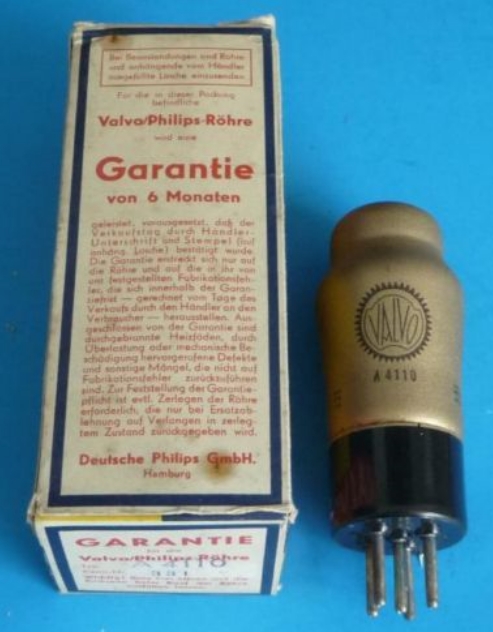 Bei Beanstandungen sind Röhre
und anhängende vom Händler
ausgefüllte Lasche einzusenden
Für die in dieser Packung
befindliche
Valvo/Philips-Röhre
wird eine
Garantie
von 6 Monaten
geleistet, vorausgesetzt, daß der
Verkaufstag durch Händler-
Unterschrift und Stempel (auf
anhäng. Lasche) bestätigt wurde.
Die Garantie erstreckt sich nur auf
die Röhre und auf die in ihr von
uns festgestellten Fabrikationsfeh-
ler, die sich innerhalb der Garan-
tiefrist — gerechnet vom Tage des
Verkaufs durch den Händler an den
Verbraucher — herausstellen. Aus-
geschlossen von der Garantie sind
durchgebrannte Heizfäden, durch
Überlastung oder mechanische Be-
schädigung hervorgerufene Defekte
und sonstige Mängel, die nicht auf
Fabrikationsfehler zurückzuführen
sind. Zur Feststellung der Garantie-
pflicht ist evtl. Zerlegen der Röhre
erforderlich, die nur bei Ersatzab-
lehnung auf Verlangen in zerleg-
tem Zustand zurückgegeben wird.
Deutsche Philips GmbH.
Hamburg
GARANTIE
für die
Valvo/Philips-Röhre
A 4110
331
VALVO
A 4110